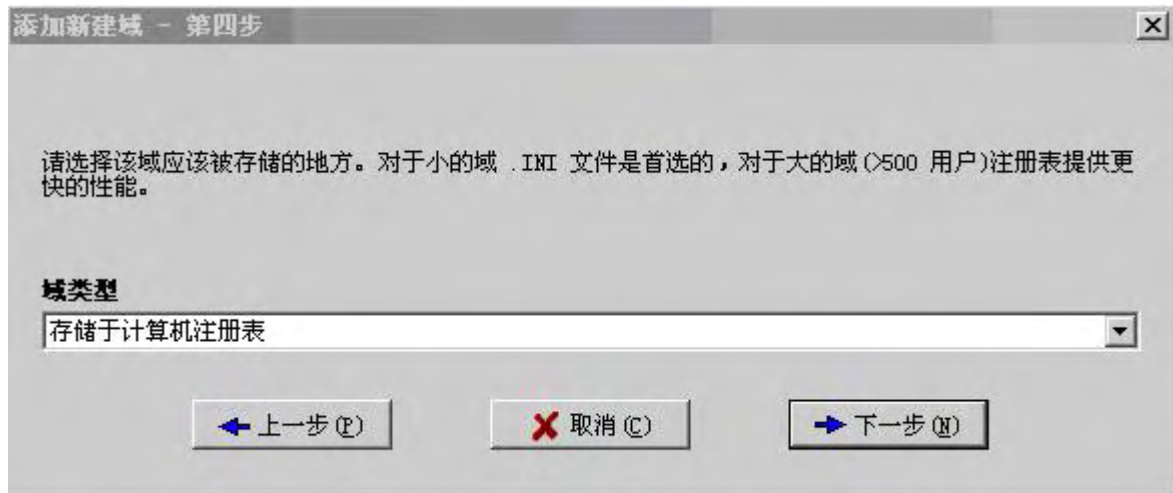 添加新建域 - 第四步
请选择该域应该被存储的地方。对于小的域 .INI 文件是首选的，对于大的域(>500 用户)注册表提供更
快的性能。
域类型
存储于计算机注册表
上一步(P) 取消(C) 下一步(N)